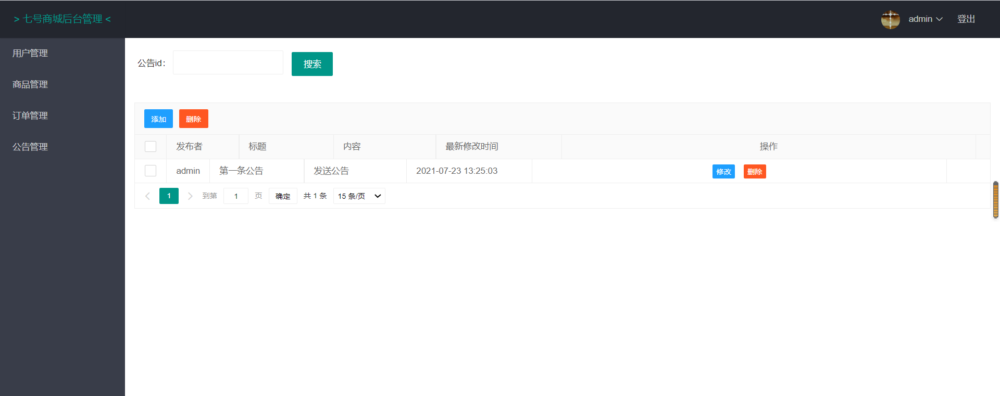 > 七号商城后台管理 <
admin 登出
用户管理
商品管理
订单管理
公告管理
公告id: 搜索
添加 删除
发布者 标题 内容 最新修改时间 操作
admin 第一条公告 发送公告 2021-07-23 13:25:03 修改 删除
1 到第 1 页 确定 共 1 条 15 条/页